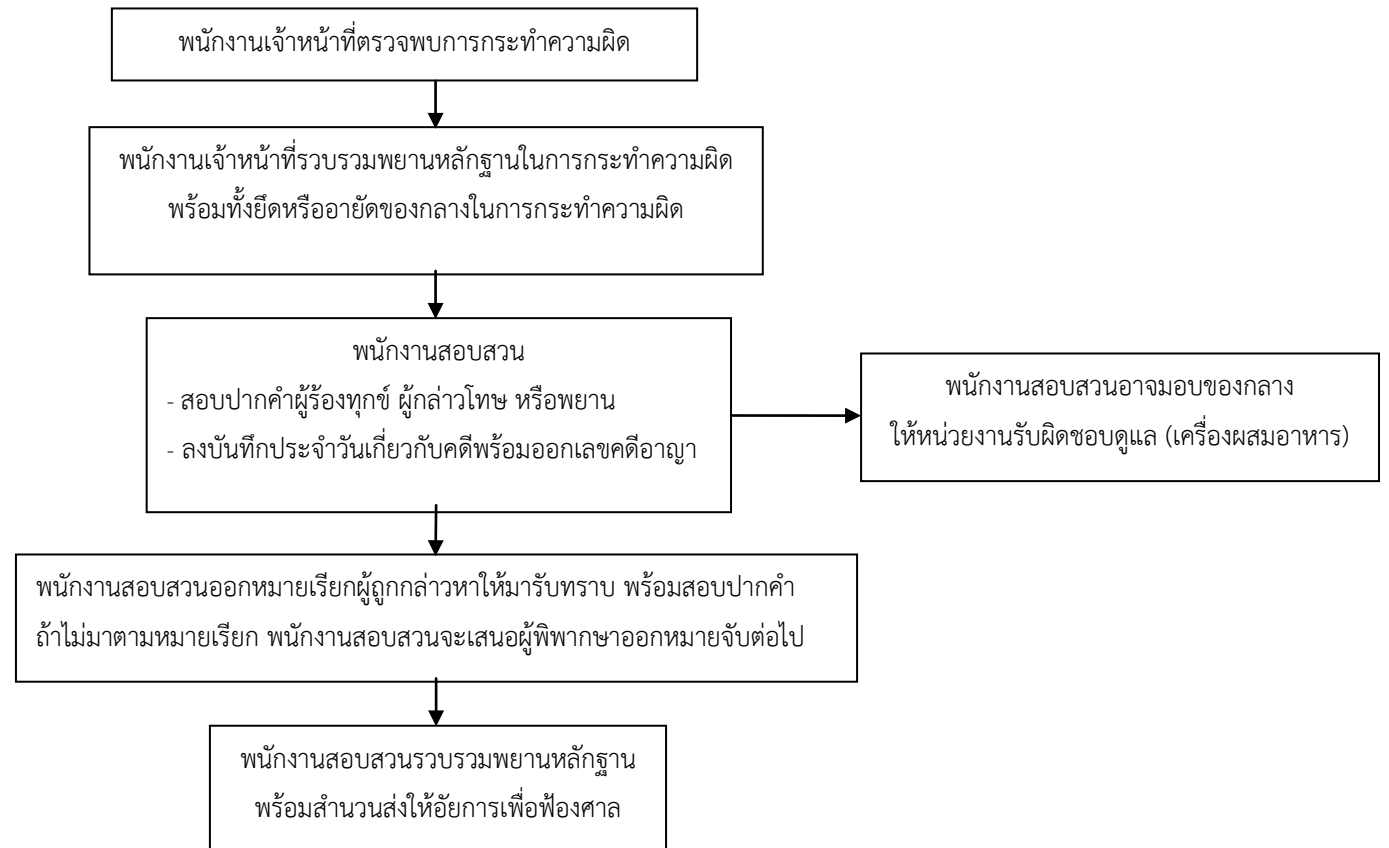 พนักงานเจ้าหน้าที่ตรวจพบการกระทำความผิด
พนักงานเจ้าหน้าที่รวบรวมพยานหลักฐานในการกระทำความผิด
พร้อมทั้งยึดหรืออายัดของกลางในการกระทำความผิด
พนักงานสอบสวน
- สอบปากคำผู้ร้องทุกข์ ผู้กล่าวโทษ หรือพยาน
- ลงบันทึกประจำวันเกี่ยวกับคดีพร้อมออกเลขคดีอาญา
พนักงานสอบสวนอาจมอบของกลาง
ให้หน่วยงานรับผิดชอบดูแล (เครื่องผสมอาหาร)
พนักงานสอบสวนออกหมายเรียกผู้ถูกกล่าวหาให้มารับทราบ พร้อมสอบปากคำ
ถ้าไม่มาตามหมายเรียก พนักงานสอบสวนจะเสนอผู้พิพากษาออกหมายจับต่อไป
พนักงานสอบสวนรวบรวมพยานหลักฐาน
พร้อมสำนวนส่งให้อัยการเพื่อฟ้องศาล